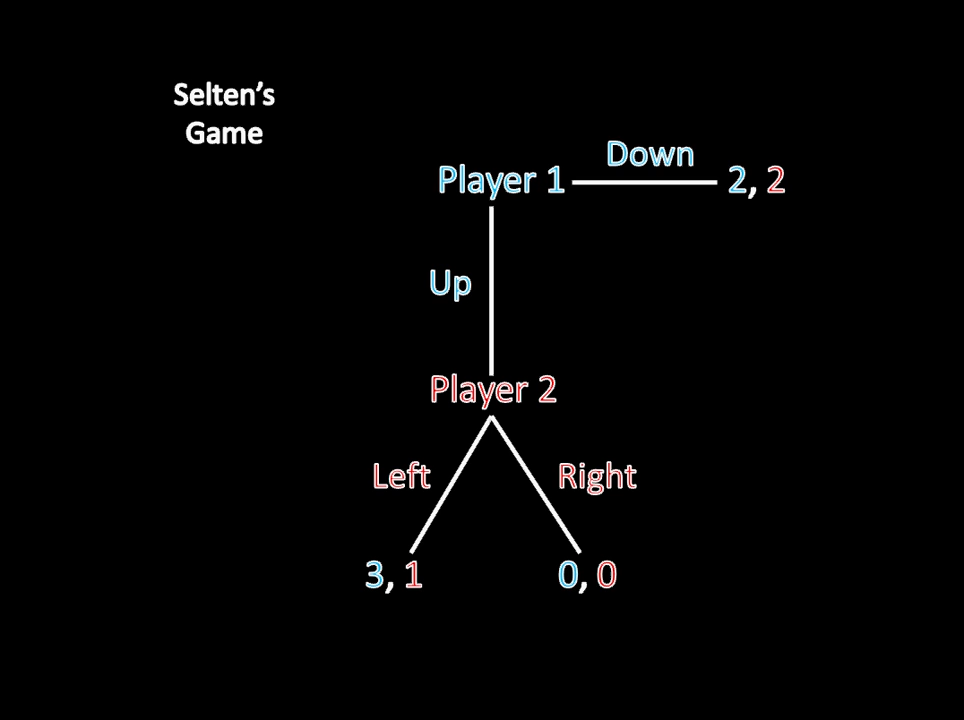 Selten's
Game
Down
Player 1
2, 2
Up
Player 2
Left
Right
3, 1
0, 0